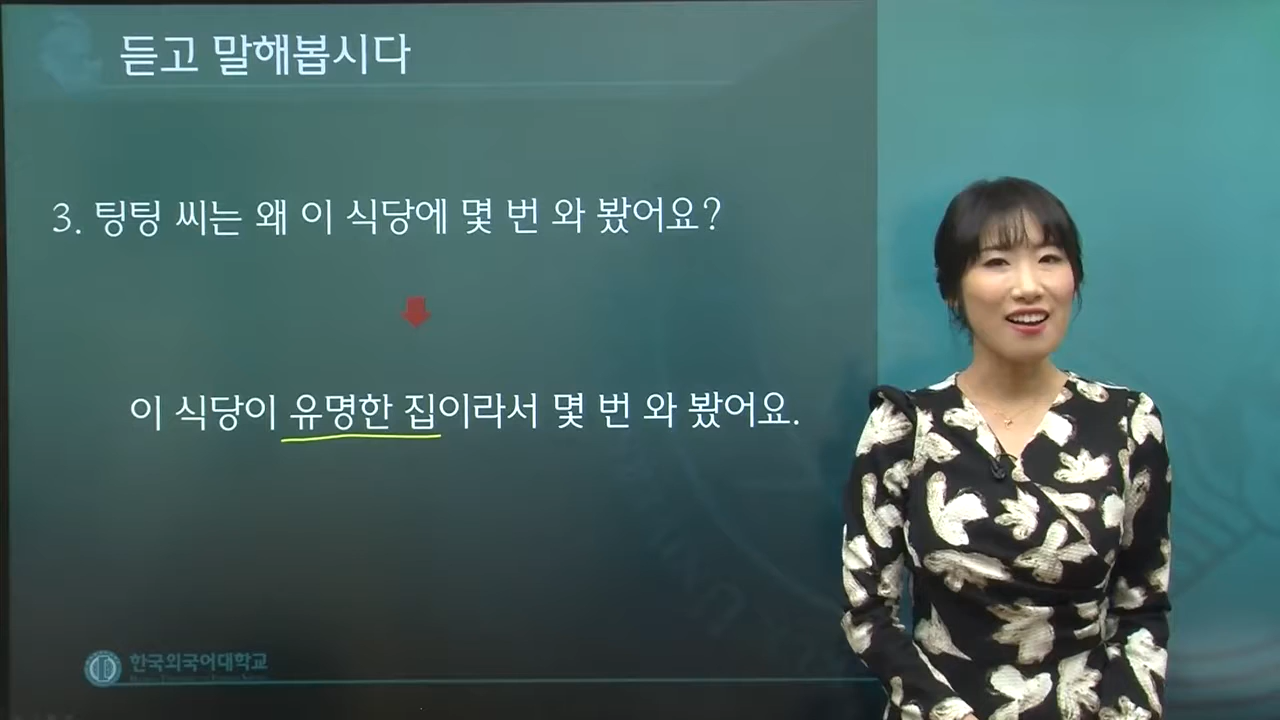 듣고 말해봅시다
3. 팅팅 씨는 왜 이 식당에 몇 번 와 봤어요?
이 식당이 유명한 집이라서 몇 번 와 봤어요.
한국외국어대학교